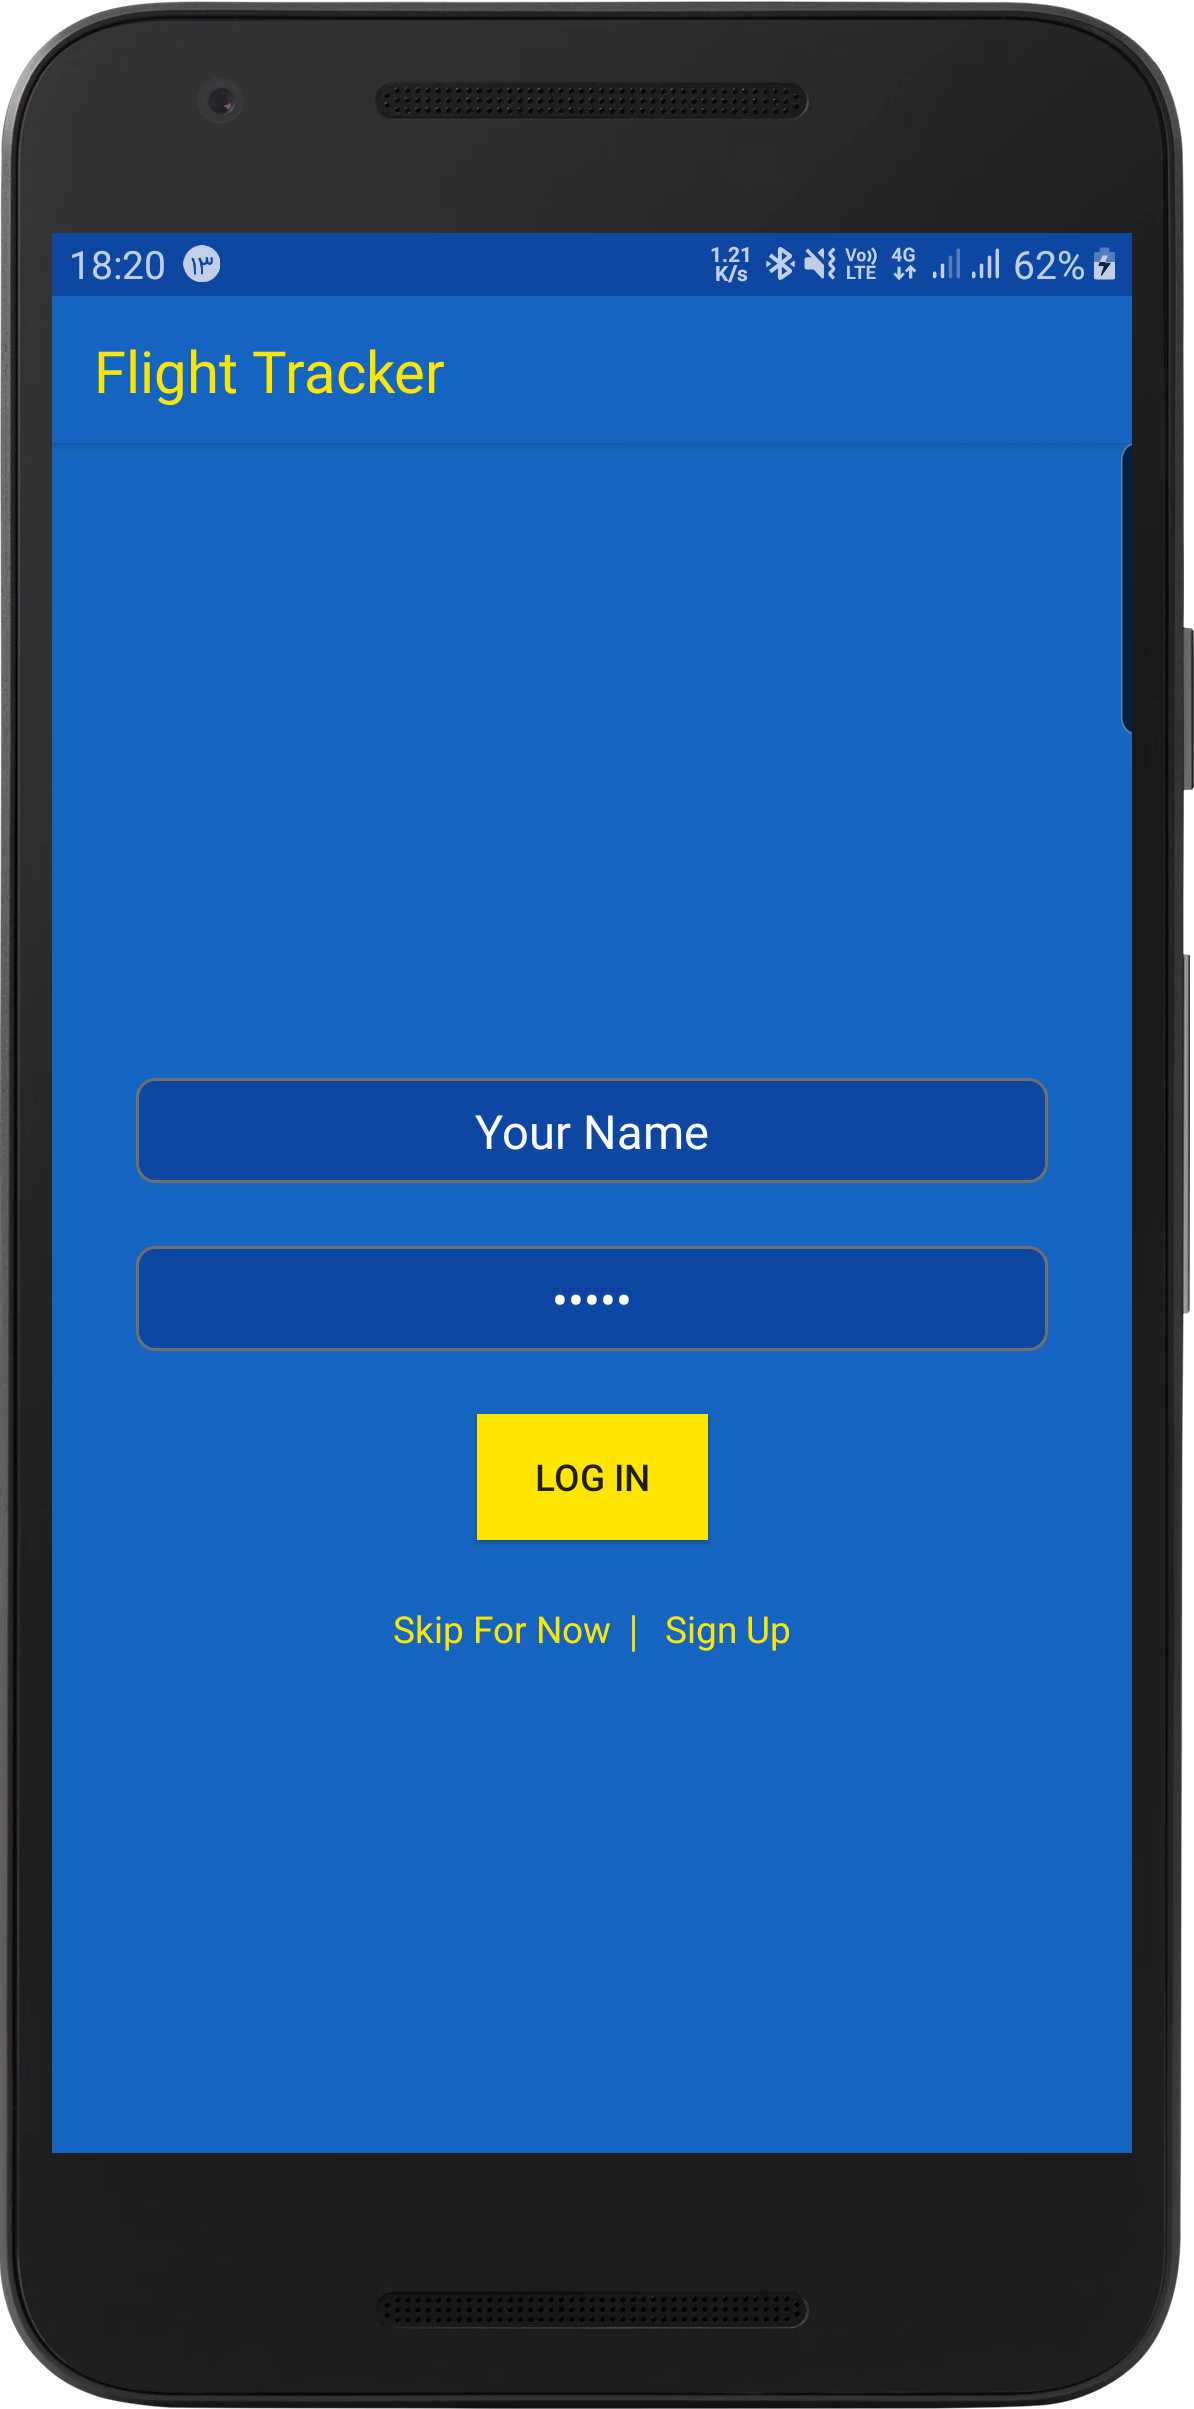 18:20 ١٣ 1.21 K/s Vo)) LTE 4G 62%
Flight Tracker
Your Name
•••••
LOG IN
Skip For Now | Sign Up